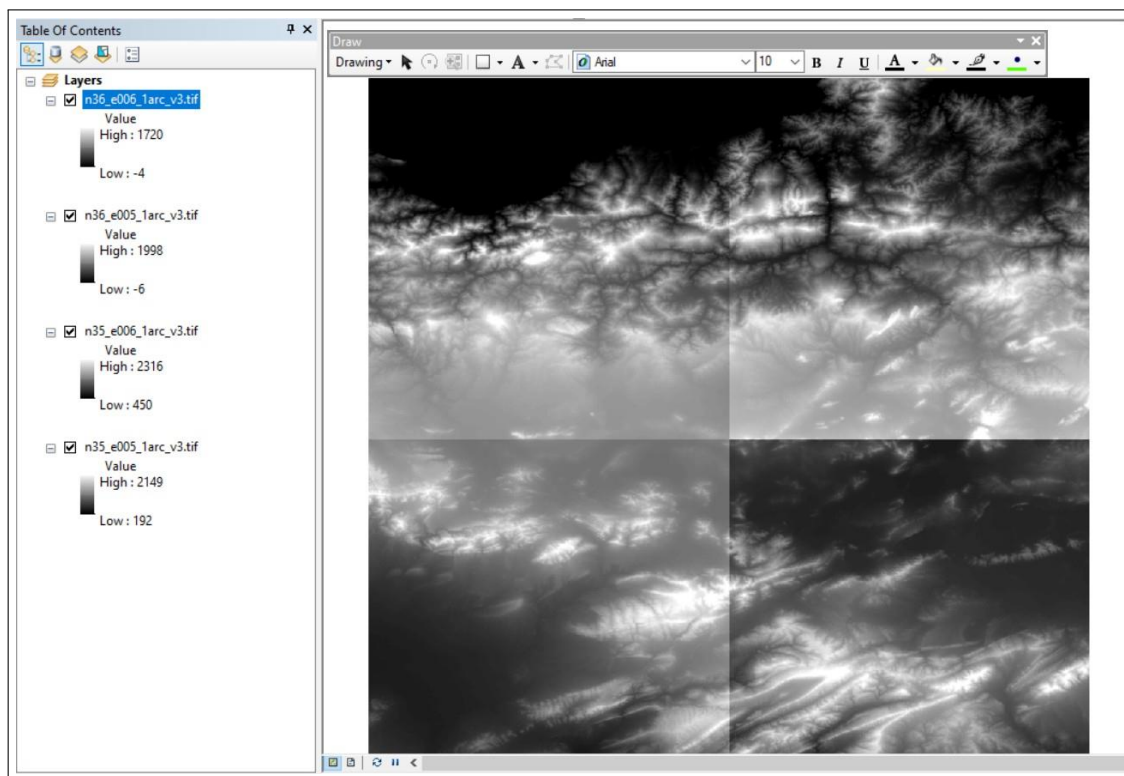 Table Of Contents
Layers
n36_e006_1arc_v3.tif
Value
High : 1720
Low : -4
n36_e005_1arc_v3.tif
Value
High : 1998
Low : -6
n35_e006_1arc_v3.tif
Value
High : 2316
Low : 450
n35_e005_1arc_v3.tif
Value
High : 2149
Low : 192
Draw
Drawing
A
Arial
10
B I U A